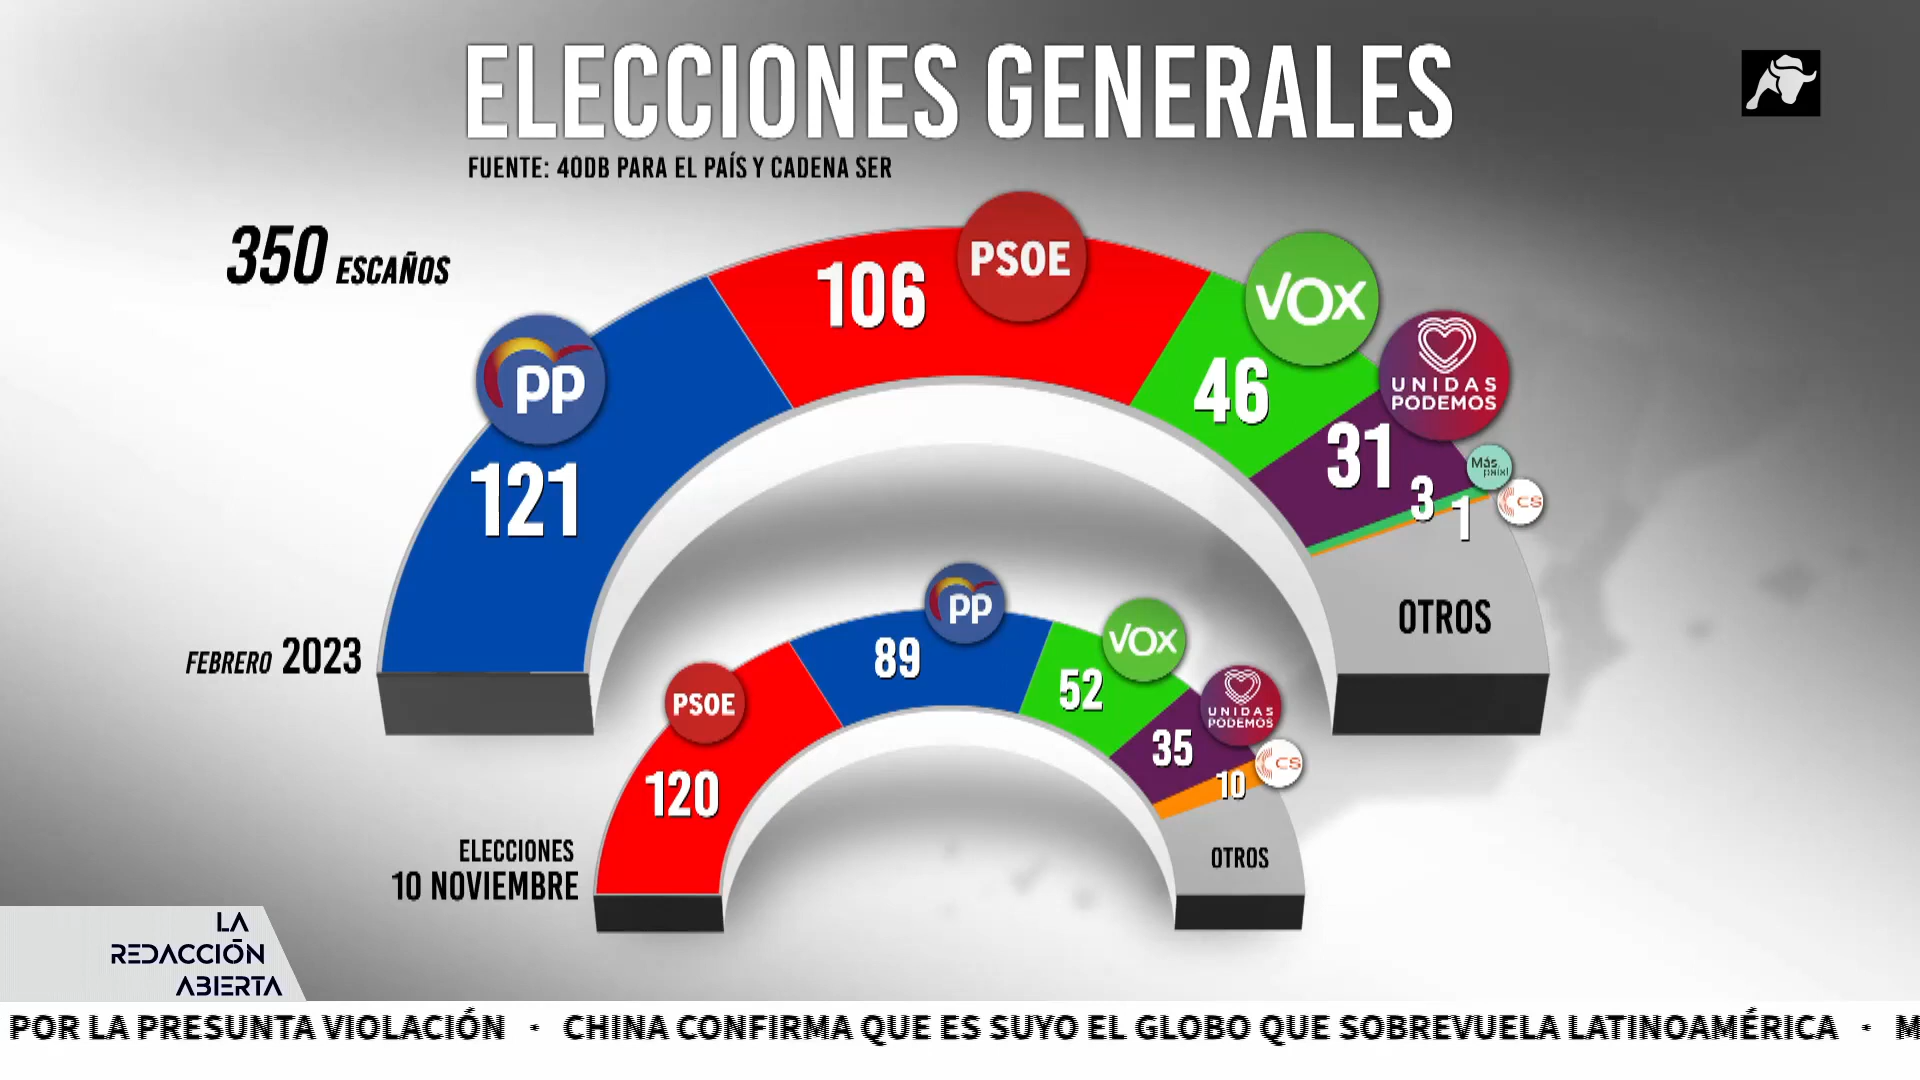 ELECCIONES GENERALES
FUENTE: 40DB PARA EL PAÍS Y CADENA SER
350 ESCAÑOS
PSOE
106
VOX
pp
46
UNIDAS
PODEMOS
121
31
Más
país!
3
1
CS
OTROS
FEBRERO 2023
pp
89
VOX
52
PSOE
UNIDAS
PODEMOS
35
120
10
CS
OTROS
ELECCIONES
10 NOVIEMBRE
LA
REDACCIÓN
ABIERTA
POR LA PRESUNTA VIOLACIÓN · CHINA CONFIRMA QUE ES SUYO EL GLOBO QUE SOBREVUELA LATINOAMÉRICA · M